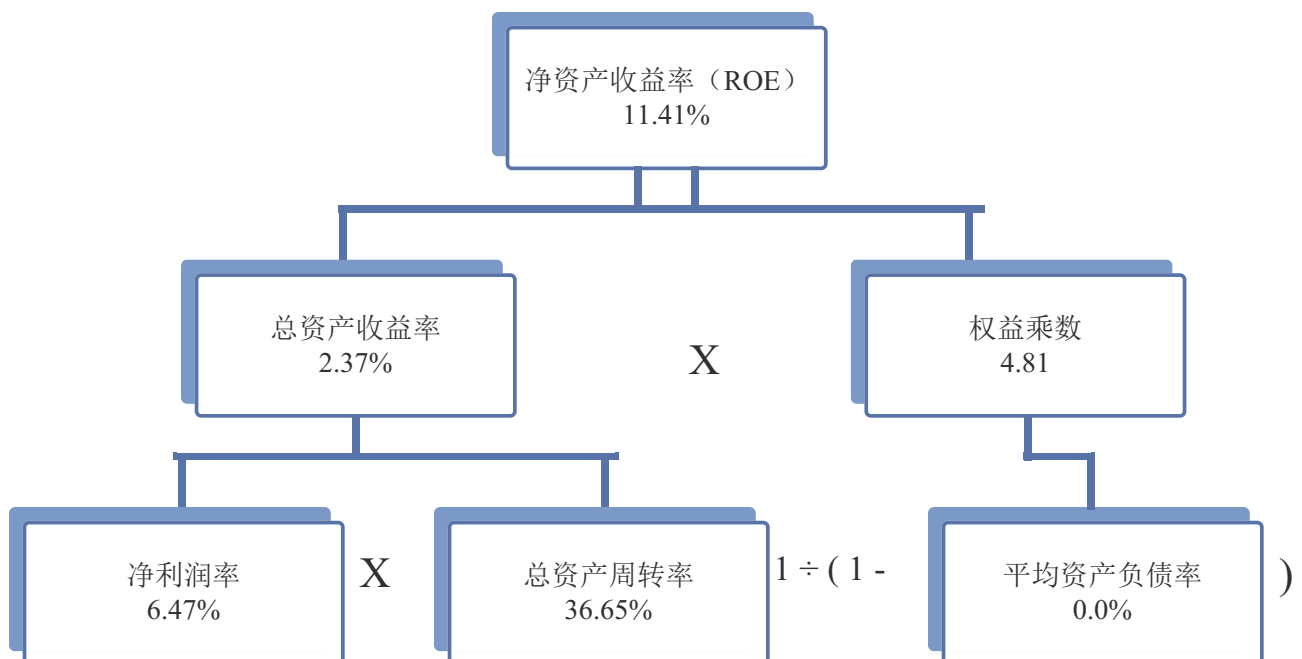 净资产收益率（ROE）
11.41%
总资产收益率
2.37%
X
权益乘数
4.81
净利润率
6.47%
X
总资产周转率
36.65%
1 ÷ ( 1 -
平均资产负债率
0.0%
)